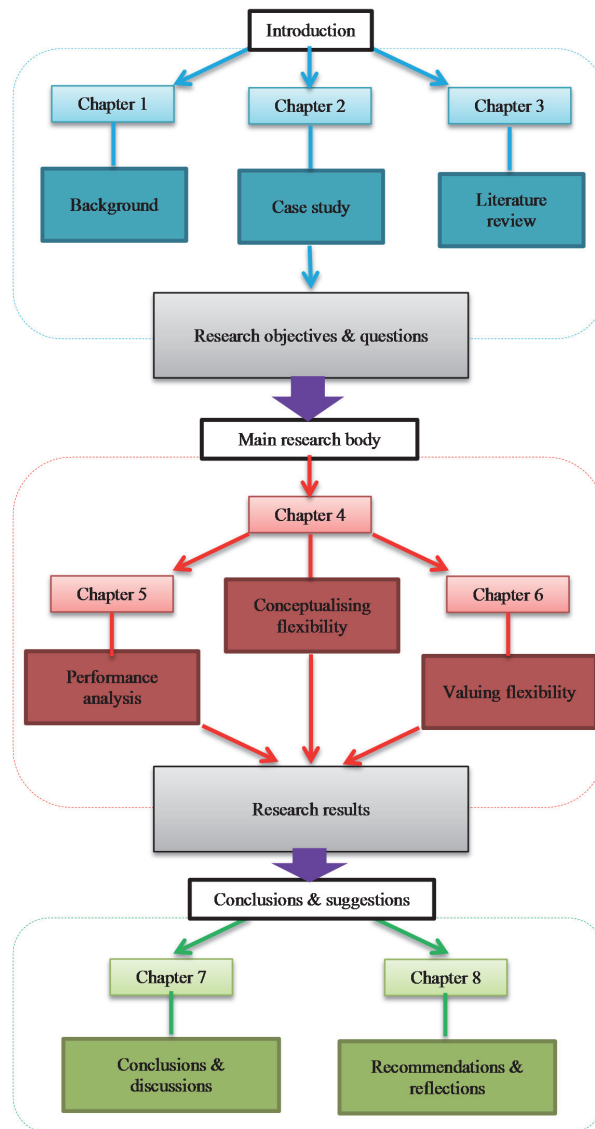 Introduction
Chapter 1
Chapter 2
Chapter 3
Background
Case study
Literature
review
Research objectives & questions
Main research body
Chapter 4
Chapter 5
Conceptualising
flexibility
Chapter 6
Performance
analysis
Valuing flexibility
Research results
Conclusions & suggestions
Chapter 7
Chapter 8
Conclusions &
discussions
Recommendations &
reflections